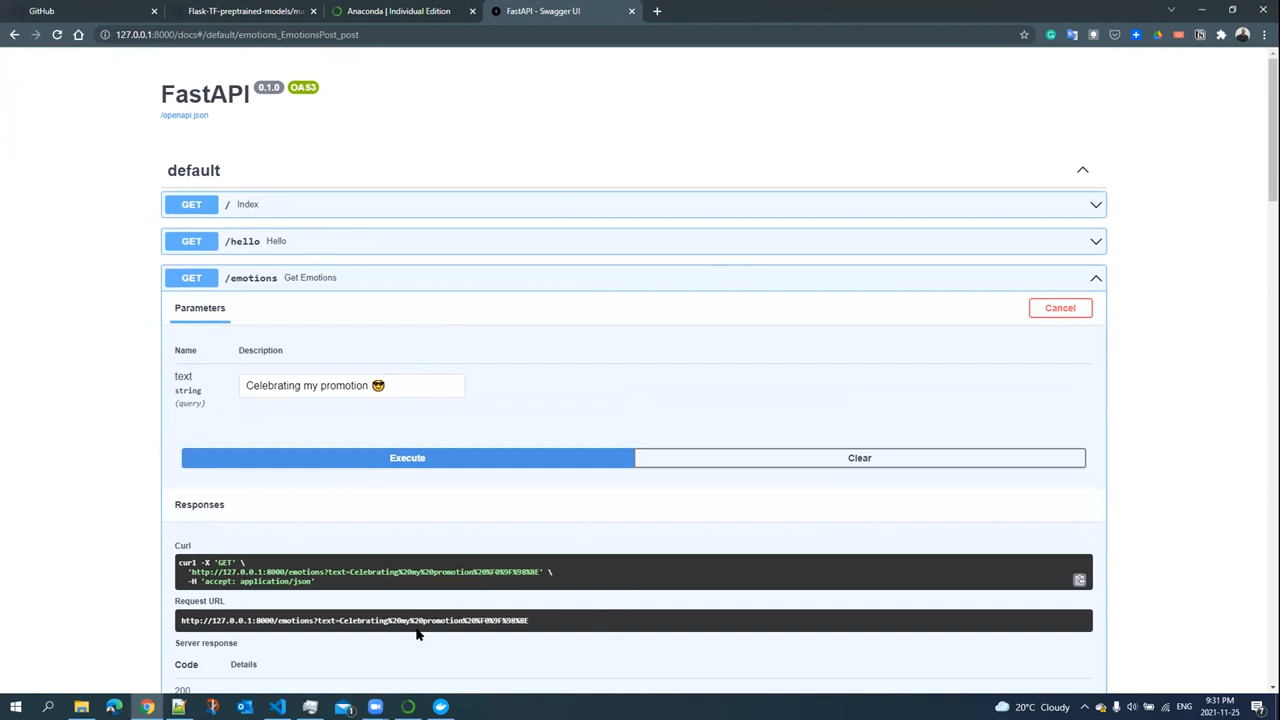 GitHub
Flask-TF-prepained-models/m
Anaconda | Individual Edition
FastAPI - Swagger UI
127.0.0.1:8000/docs#/default/emotions_EmotionsPost_post
FastAPI 0.1.0 OAS3
/openapi.json
default
GET / Index
GET /hello Hello
GET /emotions Get Emotions
Parameters
Cancel
Name Description
text
string
(query)
Celebrating my promotion 😎
Execute
Clear
Responses
Curl
curl -X 'GET' \
'http://127.0.0.1:8000/emotions?text=Celebrating%20my%20promotion%20%F0%9F%98%8E' \
-H 'accept: application/json'
Request URL
http://127.0.0.1:8000/emotions?text=Celebrating%20my%20promotion%20%F0%9F%98%8E
Server response
Code Details
200
20°C Cloudy
ENG
9:31 PM
2021-11-25